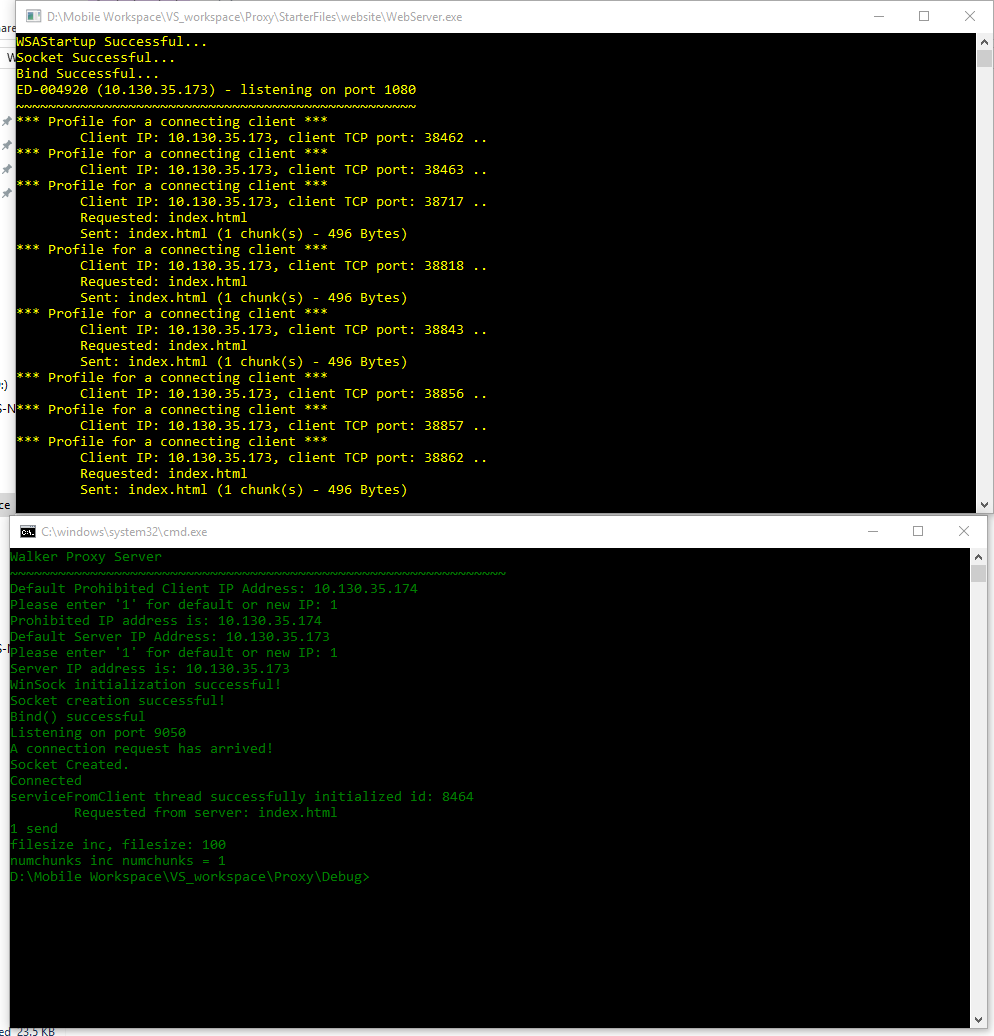 D:\Mobile Workspace\VS_workspace\Proxy\StarterFiles\website\WebServer.exe
WSAStartup Successful...
Socket Successful...
Bind Successful...
ED-004920 (10.130.35.173) - listening on port 1080
~~~~~~~~~~~~~~~~~~~~~~~~~~~~~~~~~~~~~~~~~~~~~~~~~~
*** Profile for a connecting client ***
Client IP: 10.130.35.173, client TCP port: 38462 ..
*** Profile for a connecting client ***
Client IP: 10.130.35.173, client TCP port: 38463 ..
*** Profile for a connecting client ***
Client IP: 10.130.35.173, client TCP port: 38717 ..
Requested: index.html
Sent: index.html (1 chunk(s) - 496 Bytes)
*** Profile for a connecting client ***
Client IP: 10.130.35.173, client TCP port: 38818 ..
Requested: index.html
Sent: index.html (1 chunk(s) - 496 Bytes)
*** Profile for a connecting client ***
Client IP: 10.130.35.173, client TCP port: 38843 ..
Requested: index.html
Sent: index.html (1 chunk(s) - 496 Bytes)
*** Profile for a connecting client ***
Client IP: 10.130.35.173, client TCP port: 38856 ..
*** Profile for a connecting client ***
Client IP: 10.130.35.173, client TCP port: 38857 ..
*** Profile for a connecting client ***
Client IP: 10.130.35.173, client TCP port: 38862 ..
Requested: index.html
Sent: index.html (1 chunk(s) - 496 Bytes)
C:\windows\system32\cmd.exe
Walker Proxy Server
~~~~~~~~~~~~~~~~~~~~~~~~~~~~~~~~~~~~~~~~~~~~~~~~~~~~~~~~~~~~~~
Default Prohibited Client IP Address: 10.130.35.174
Please enter '1' for default or new IP: 1
Prohibited IP address is: 10.130.35.174
Default Server IP Address: 10.130.35.173
Please enter '1' for default or new IP: 1
Server IP address is: 10.130.35.173
WinSock initialization successful!
Socket creation successful!
Bind() successful
Listening on port 9050
A connection request has arrived!
Socket Created.
Connected
serviceFromClient thread successfully initialized id: 8464
Requested from server: index.html
1 send
filesize inc, filesize: 100
numchunks inc numchunks = 1
D:\Mobile Workspace\VS_workspace\Proxy\Debug>
23.5 KB